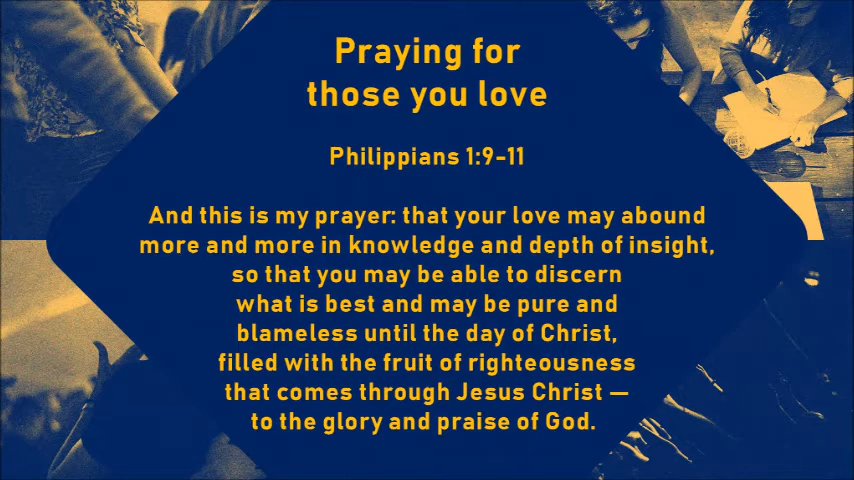 Praying for
those you love
Philippians 1:9-11
And this is my prayer: that your love may abound
more and more in knowledge and depth of insight,
so that you may be able to discern
what is best and may be pure and
blameless until the day of Christ,
filled with the fruit of righteousness
that comes through Jesus Christ —
to the glory and praise of God.